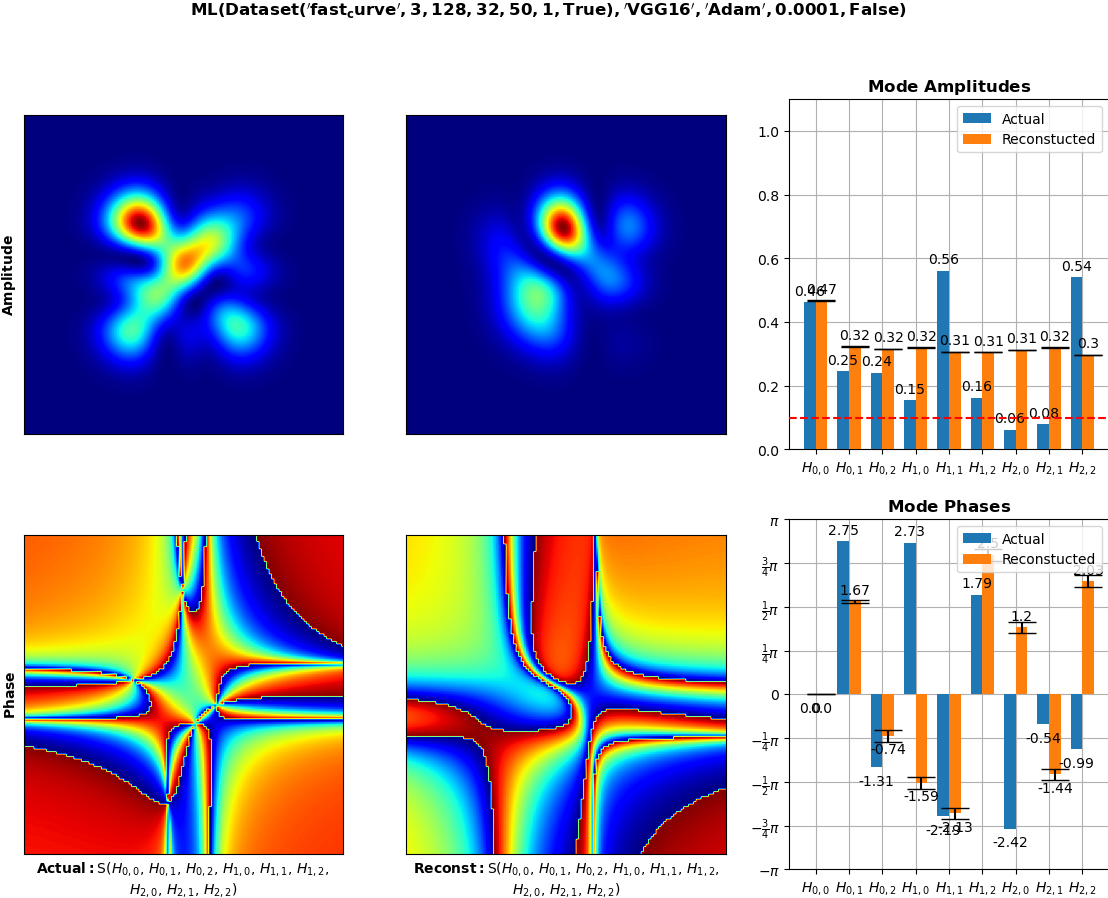 ML(Dataset('fast_curve', 3, 128, 32, 50, 1, True), 'VGG16', 'Adam', 0.0001, False)
Amplitude
Mode Amplitudes
Actual
Reconstucted
1.0
0.8
0.6
0.4
0.2
0.0
0.46
0.47
0.25
0.32
0.24
0.32
0.15
0.32
0.56
0.31
0.16
0.31
0.06
0.31
0.08
0.32
0.54
0.3
H0,0 H0,1 H0,2 H1,0 H1,1 H1,2 H2,0 H2,1 H2,2
Phase
Actual: S(H0,0, H0,1, H0,2, H1,0, H1,1, H1,2,
H2,0, H2,1, H2,2)
Reconst: S(H0,0, H0,1, H0,2, H1,0, H1,1, H1,2,
H2,0, H2,1, H2,2)
Mode Phases
Actual
Reconstucted
π
3/4π
1/2π
1/4π
0
−1/4π
−1/2π
−3/4π
−π
0.0
0.0
2.75
1.67
-1.31
-0.74
2.73
-1.59
-2.13
1.79
2.5
-2.42
1.2
-0.54
-1.44
-0.99
2.03
H0,0 H0,1 H0,2 H1,0 H1,1 H1,2 H2,0 H2,1 H2,2